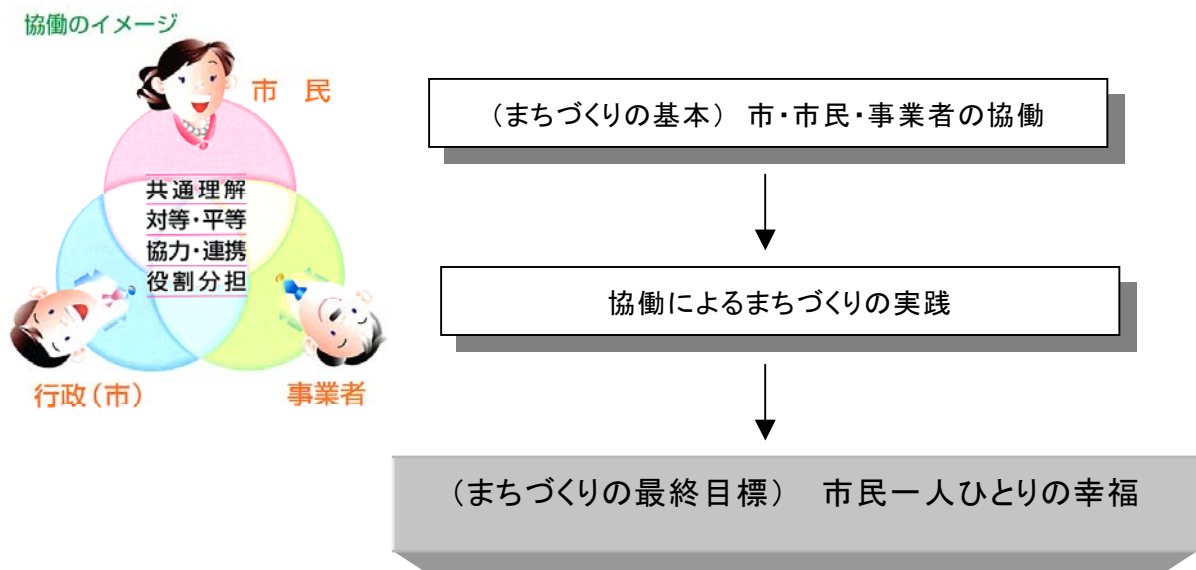 協働のイメージ
市 民
共通理解
対等・平等
協力・連携
役割分担
行政(市)
事業者
(まちづくりの基本) 市・市民・事業者の協働
協働によるまちづくりの実践
(まちづくりの最終目標) 市民一人ひとりの幸福